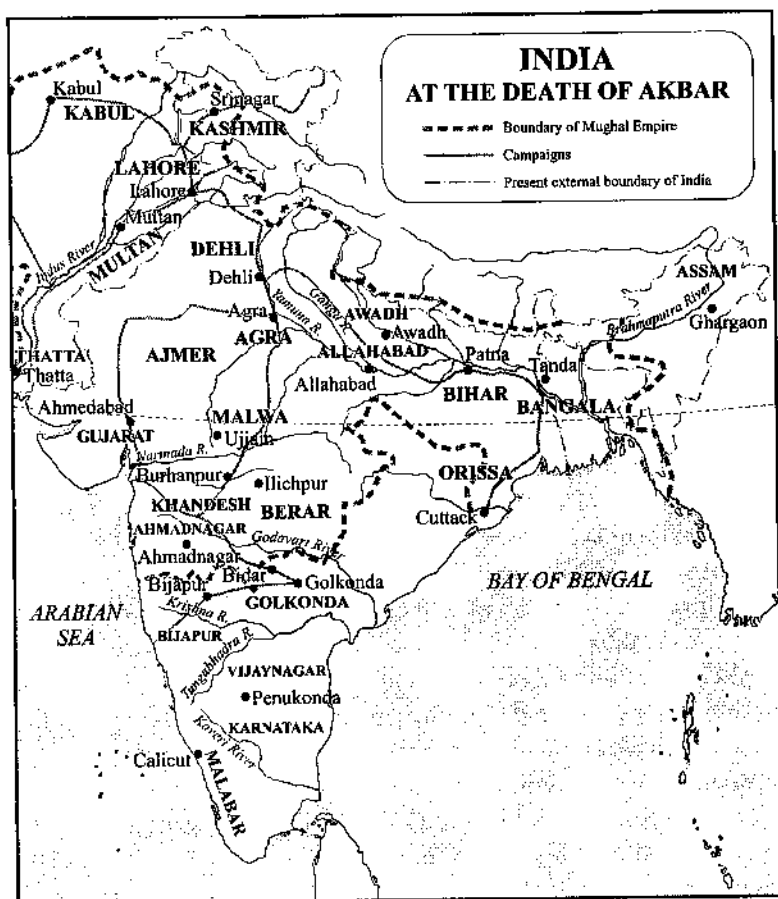 INDIA
AT THE DEATH OF AKBAR
Boundary of Mughal Empire
Campaigns
Present external boundary of India
Kabul
KABUL
Srinagar
KASHMIR
LAHORE
Lahore
Multan
MULTAN
Indus River
DEHLI
Dehli
Agra
AGRA
Yamuna R.
Ganga R.
AWADH
Awadh
ASSAM
Brahmaputra River
Ghargaon
THATTA
Thatta
AJMER
ALLAHABAD
Allahabad
Patna
BIHAR
Tanda
BANGALA
Ahmedabad
GUJARAT
MALWA
Ujjain
Narmada R.
Burhanpur
Ilichpur
ORISSA
KHANDESH
BERAR
Cuttack
AHMADNAGAR
Ahmadnagar
Godavari River
Bidar
Golkonda
Bijapur
GOLKONDA
BAY OF BENGAL
ARABIAN
SEA
Krishna R.
BIJAPUR
Tungabhadra R.
VIJAYNAGAR
Penukonda
KARNATAKA
Kaveri River
Calicut
MALABAR